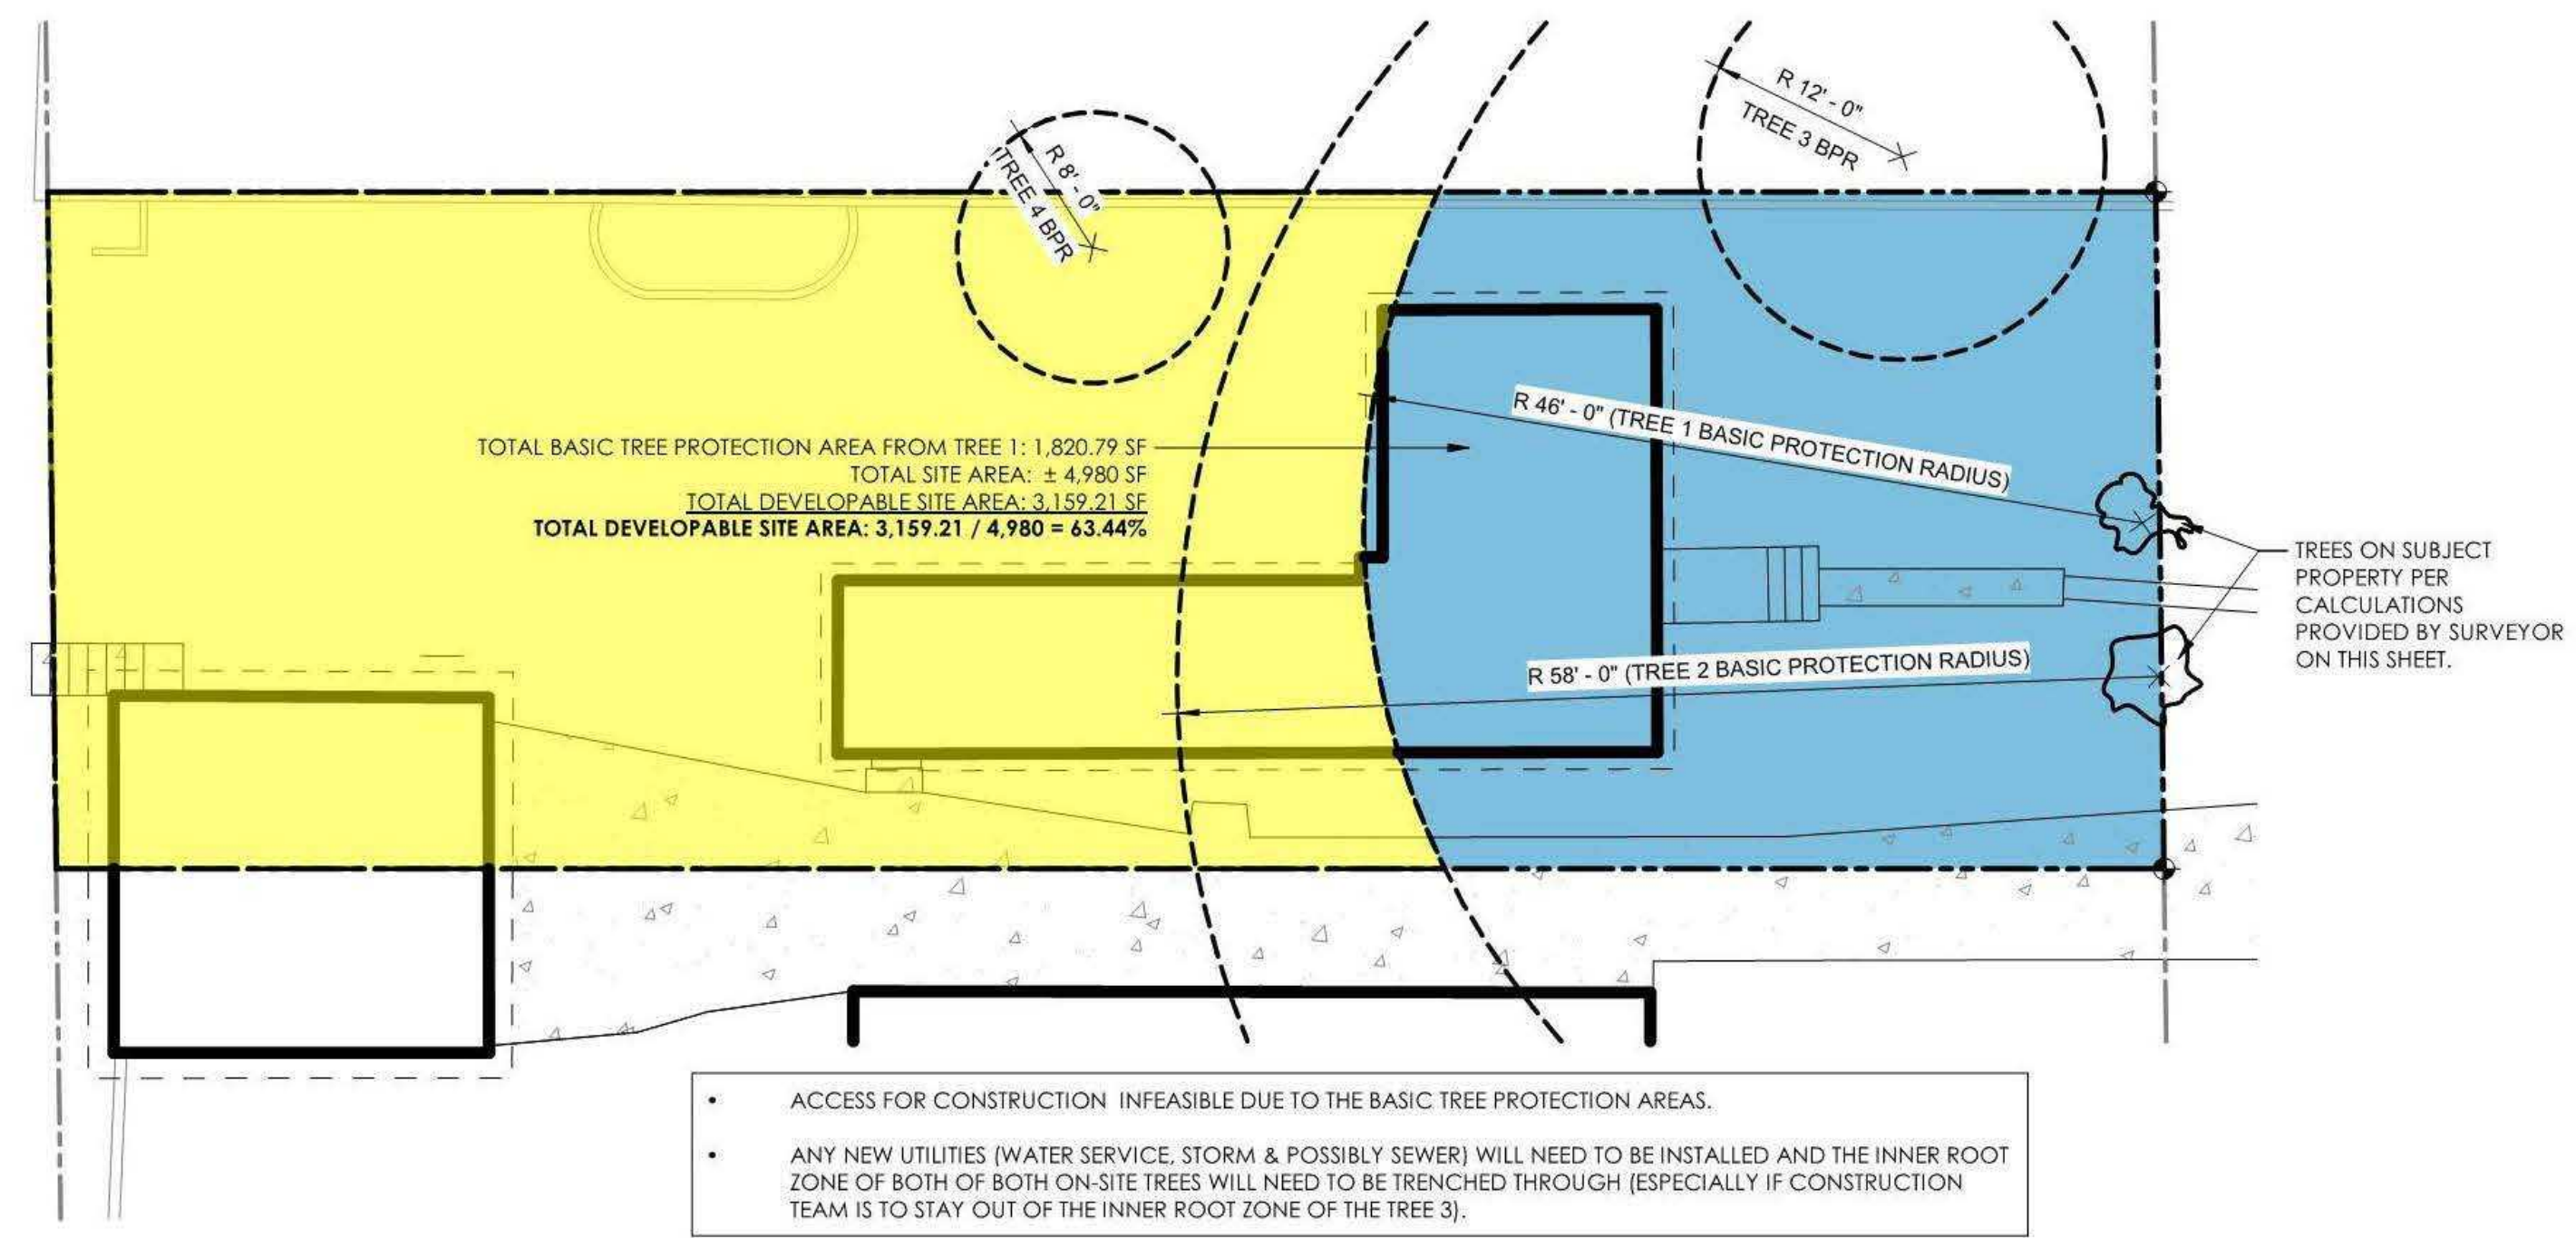 R 12' - 0"
TREE 3 BPR
R 8' - 0"
TREE 4 BPR
R 46' - 0" (TREE 1 BASIC PROTECTION RADIUS)
TOTAL BASIC TREE PROTECTION AREA FROM TREE 1: 1,820.79 SF
TOTAL SITE AREA: ± 4,980 SF
TOTAL DEVELOPABLE SITE AREA: 3,159.21 SF
TOTAL DEVELOPABLE SITE AREA: 3,159.21 / 4,980 = 63.44%
TREES ON SUBJECT
PROPERTY PER
CALCULATIONS
PROVIDED BY SURVEYOR
ON THIS SHEET.
R 58' - 0" (TREE 2 BASIC PROTECTION RADIUS)
• ACCESS FOR CONSTRUCTION INFEASIBLE DUE TO THE BASIC TREE PROTECTION AREAS.
• ANY NEW UTILITIES (WATER SERVICE, STORM & POSSIBLY SEWER) WILL NEED TO BE INSTALLED AND THE INNER ROOT
ZONE OF BOTH OF BOTH ON-SITE TREES WILL NEED TO BE TRENCHED THROUGH (ESPECIALLY IF CONSTRUCTION
TEAM IS TO STAY OUT OF THE INNER ROOT ZONE OF THE TREE 3).